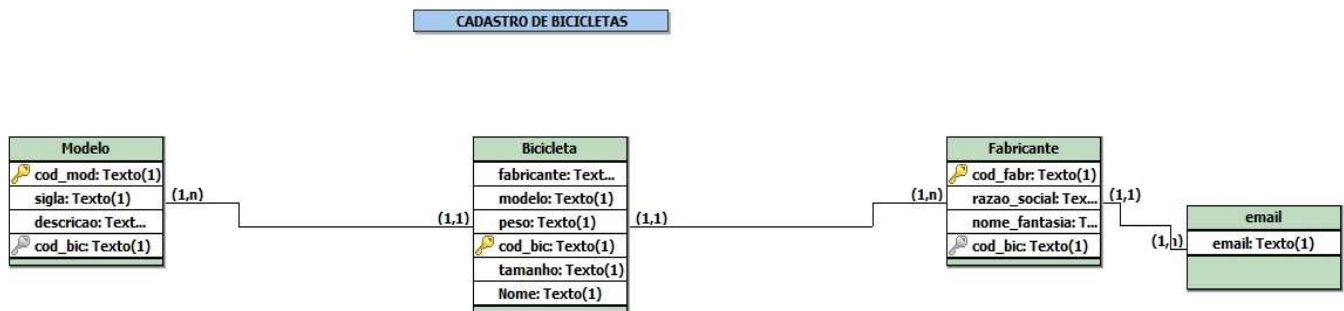 CADASTRO DE BICICLETAS
Modelo
cod_mod: Texto(1)
sigla: Texto(1)
descricao: Text...
cod_bic: Texto(1)
(1,n)
(1,1)
Bicicleta
fabricante: Text...
modelo: Texto(1)
peso: Texto(1)
cod_bic: Texto(1)
tamanho: Texto(1)
Nome: Texto(1)
(1,1)
(1,n)
Fabricante
cod_fabr: Texto(1)
razao_social: Tex...
nome_fantasia: T...
cod_bic: Texto(1)
(1,1)
(1,n)
email
email: Texto(1)